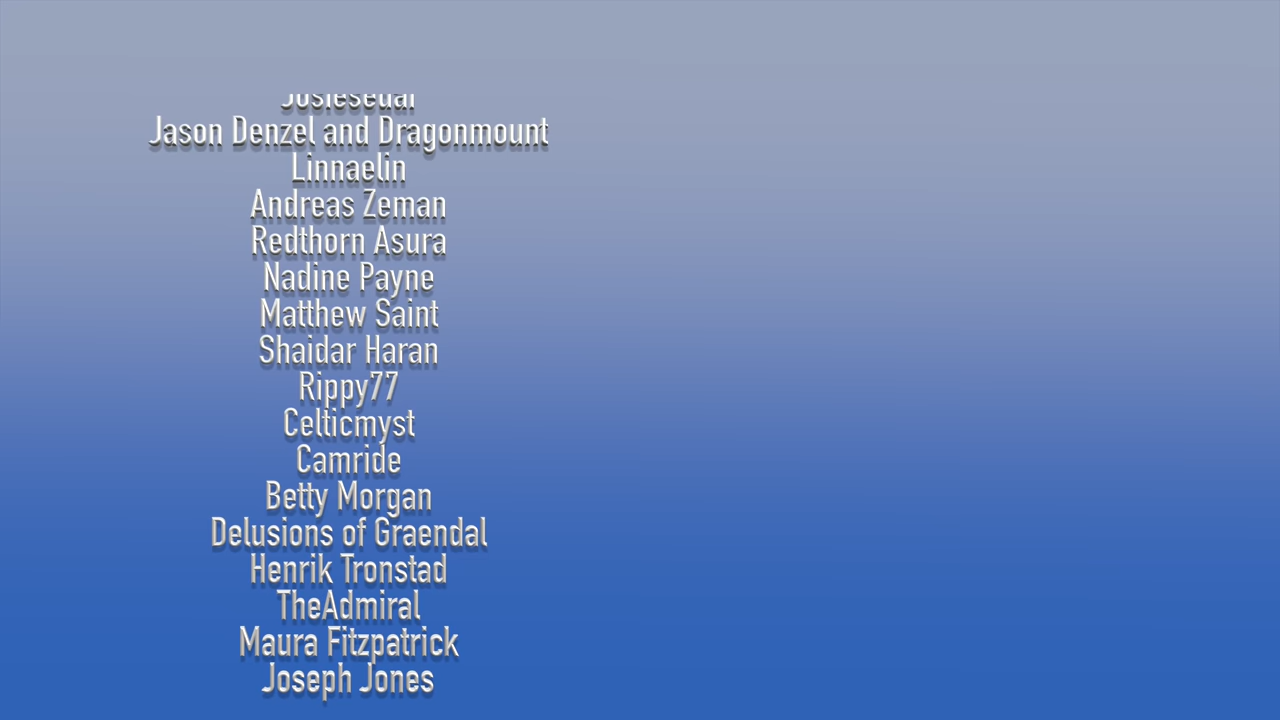 Jason Denzel and Dragonmount
Linnaelin
Andreas Zeman
Redthorn Asura
Nadine Payne
Matthew Saint
Shaidar Haran
Rippy77
Celticmyst
Camride
Betty Morgan
Delusions of Graendal
Henrik Tronstad
TheAdmiral
Maura Fitzpatrick
Joseph Jones